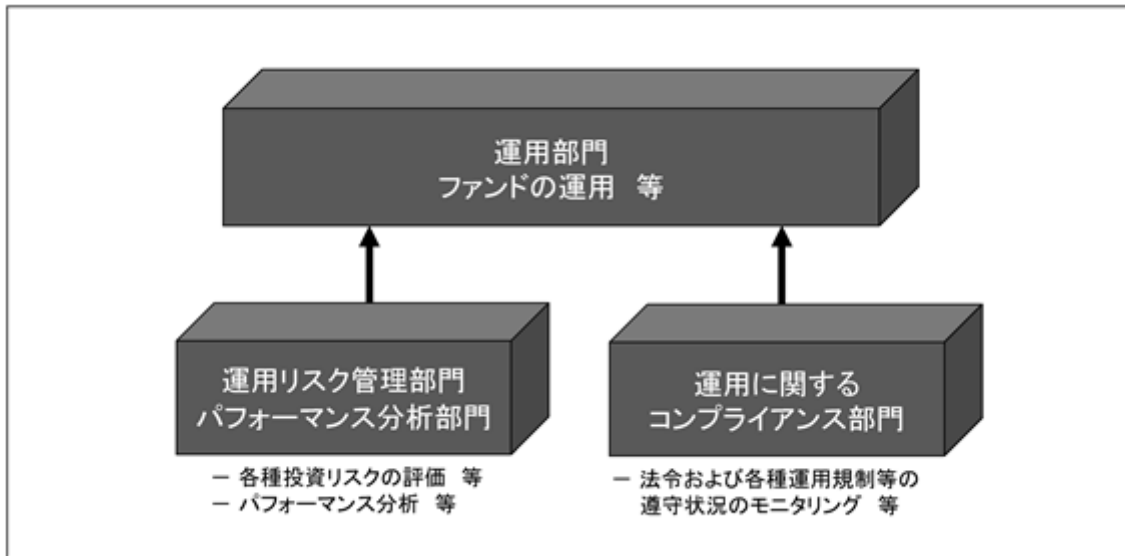 運用部門
ファンドの運用 等
運用リスク管理部門
パフォーマンス分析部門
運用に関する
コンプライアンス部門
－ 各種投資リスクの評価 等
－ パフォーマンス分析 等
－ 法令および各種運用規制等の
遵守状況のモニタリング 等